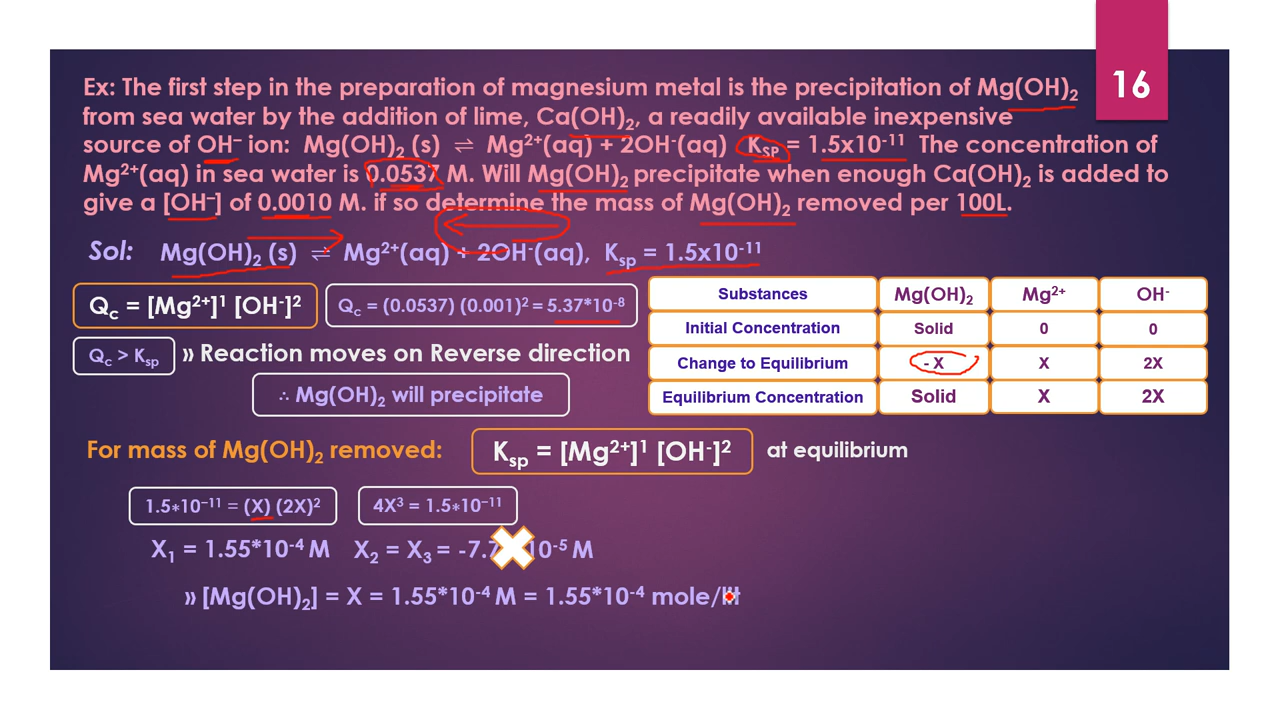 16
Ex: The first step in the preparation of magnesium metal is the precipitation of Mg(OH)₂
from sea water by the addition of lime, Ca(OH)₂, a readily available inexpensive
source of OH⁻ ion: Mg(OH)₂ (s) ⇌ Mg²⁺(aq) + 2OH⁻(aq) Kₛₚ = 1.5x10⁻¹¹ The concentration of
Mg²⁺(aq) in sea water is 0.0537 M. Will Mg(OH)₂ precipitate when enough Ca(OH)₂ is added to
give a [OH⁻] of 0.0010 M. if so determine the mass of Mg(OH)₂ removed per 100L.
Sol: Mg(OH)₂ (s) ⇌ Mg²⁺(aq) + 2OH⁻(aq), Kₛₚ = 1.5x10⁻¹¹
Q꜀ = [Mg²⁺]¹ [OH⁻]² Q꜀ = (0.0537) (0.001)² = 5.37*10⁻⁸
Q꜀ > Kₛₚ » Reaction moves on Reverse direction
∴ Mg(OH)₂ will precipitate
Substances Mg(OH)₂ Mg²⁺ OH⁻
Initial Concentration Solid 0 0
Change to Equilibrium - X X 2X
Equilibrium Concentration Solid X 2X
For mass of Mg(OH)₂ removed: Kₛₚ = [Mg²⁺]¹ [OH⁻]² at equilibrium
1.5*10⁻¹¹ = (X) (2X)² 4X³ = 1.5*10⁻¹¹
X₁ = 1.55*10⁻⁴ M X₂ = X₃ = -7.7 10⁻⁵ M
» [Mg(OH)₂] = X = 1.55*10⁻⁴ M = 1.55*10⁻⁴ mole/